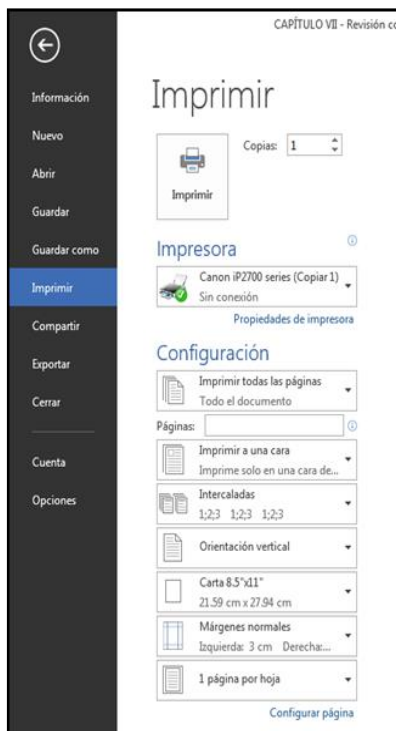 CAPÍTULO VII - Revisión co
Información
Nuevo
Abrir
Guardar
Guardar como
Imprimir
Compartir
Exportar
Cerrar
Cuenta
Opciones
Imprimir
Copias: 1
Imprimir
Impresora
Canon iP2700 series (Copiar 1)
Sin conexión
Propiedades de impresora
Configuración
Imprimir todas las páginas
Todo el documento
Páginas:
Imprimir a una cara
Imprime solo en una cara de...
Intercaladas
1;2;3 1;2;3 1;2;3
Orientación vertical
Carta 8.5"x11"
21.59 cm x 27.94 cm
Márgenes normales
Izquierda: 3 cm Derecha:...
1 página por hoja
Configurar página